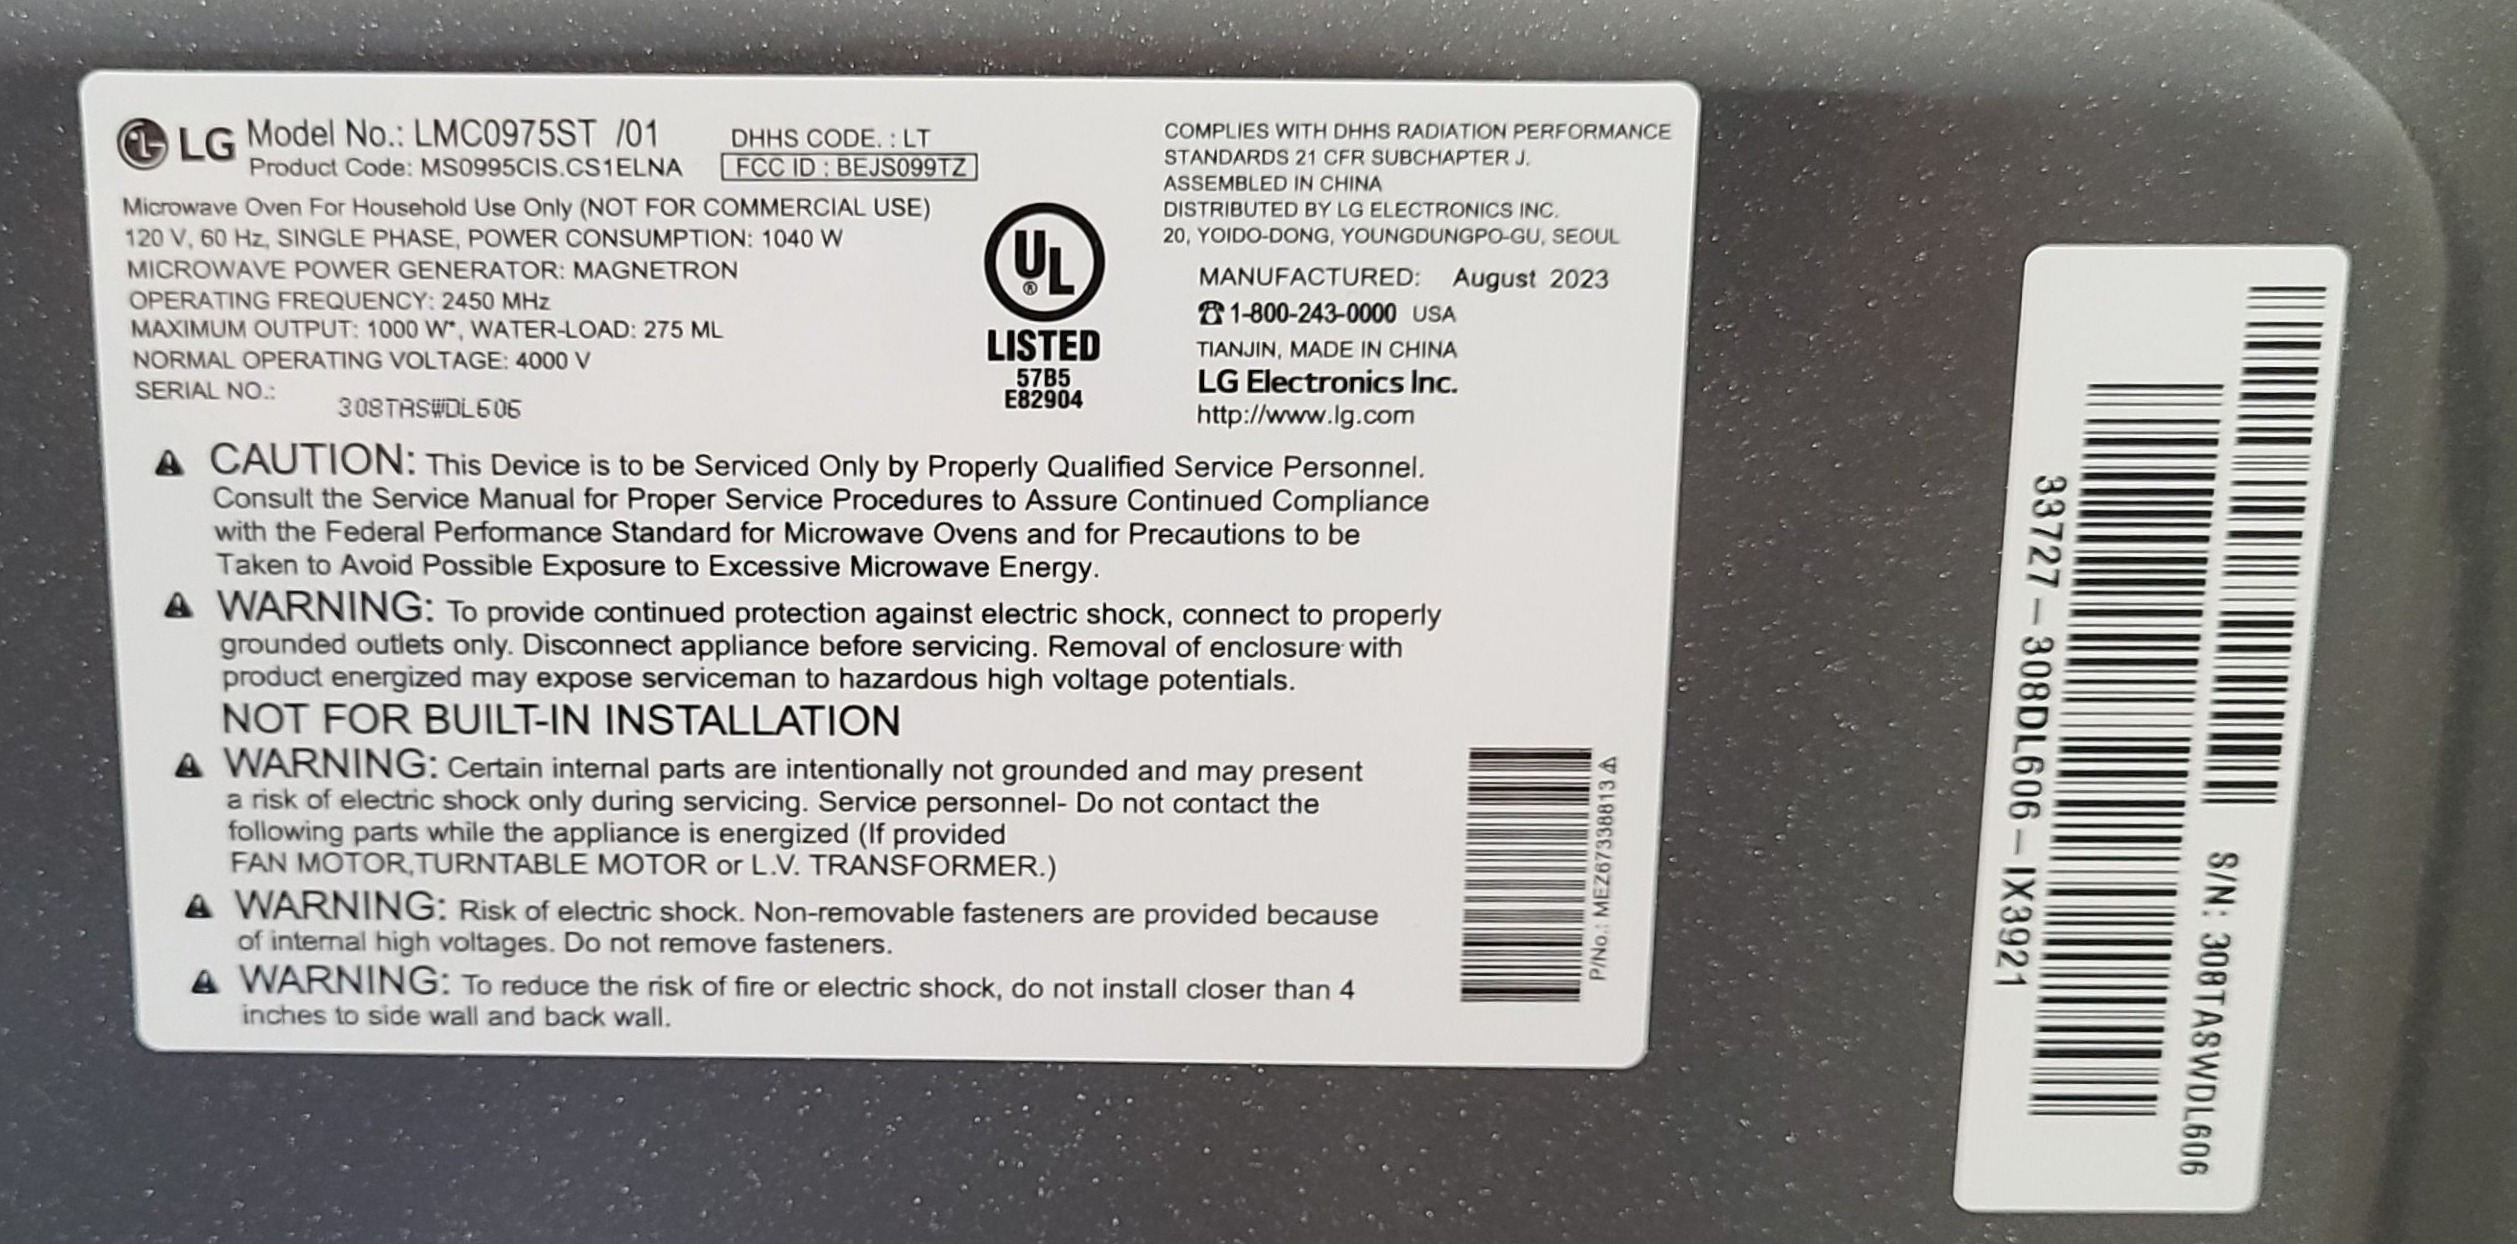 LG Model No.: LMC0975ST /01
Product Code: MS0995CIS.CS1ELNA
DHHS CODE. : LT
FCC ID : BEJS099TZ
Microwave Oven For Household Use Only (NOT FOR COMMERCIAL USE)
120 V, 60 Hz, SINGLE PHASE, POWER CONSUMPTION: 1040 W
MICROWAVE POWER GENERATOR: MAGNETRON
OPERATING FREQUENCY: 2450 MHz
MAXIMUM OUTPUT: 1000 W*, WATER-LOAD: 275 ML
NORMAL OPERATING VOLTAGE: 4000 V
SERIAL NO.:
308TASWDL606
UL
®
LISTED
57B5
E82904
COMPLIES WITH DHHS RADIATION PERFORMANCE
STANDARDS 21 CFR SUBCHAPTER J.
ASSEMBLED IN CHINA
DISTRIBUTED BY LG ELECTRONICS INC.
20, YOIDO-DONG, YOUNGDUNGPO-GU, SEOUL
MANUFACTURED: August 2023
1-800-243-0000 USA
TIANJIN, MADE IN CHINA
LG Electronics Inc.
http://www.lg.com
CAUTION: This Device is to be Serviced Only by Properly Qualified Service Personnel.
Consult the Service Manual for Proper Service Procedures to Assure Continued Compliance
with the Federal Performance Standard for Microwave Ovens and for Precautions to be
Taken to Avoid Possible Exposure to Excessive Microwave Energy.
WARNING: To provide continued protection against electric shock, connect to properly
grounded outlets only. Disconnect appliance before servicing. Removal of enclosure with
product energized may expose serviceman to hazardous high voltage potentials.
NOT FOR BUILT-IN INSTALLATION
WARNING: Certain internal parts are intentionally not grounded and may present
a risk of electric shock only during servicing. Service personnel- Do not contact the
following parts while the appliance is energized (If provided
FAN MOTOR,TURNTABLE MOTOR or L.V. TRANSFORMER.)
WARNING: Risk of electric shock. Non-removable fasteners are provided because
of internal high voltages. Do not remove fasteners.
WARNING: To reduce the risk of fire or electric shock, do not install closer than 4
inches to side wall and back wall.
P/No.: MEZ67338813
33727-308DL606-IX3921
S/N: 308TASWDL606